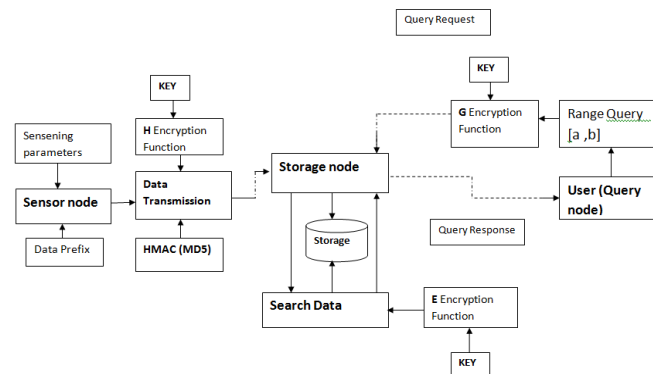 Query Request
KEY
KEY
H Encryption
Function
G Encryption
Function
Range Query
[a ,b]
Sensening
parameters
Storage node
Data
Transmission
Sensor node
User (Query
node)
Data Prefix
HMAC (MD5)
Storage
Query Response
Search Data
E Encryption
Function
KEY